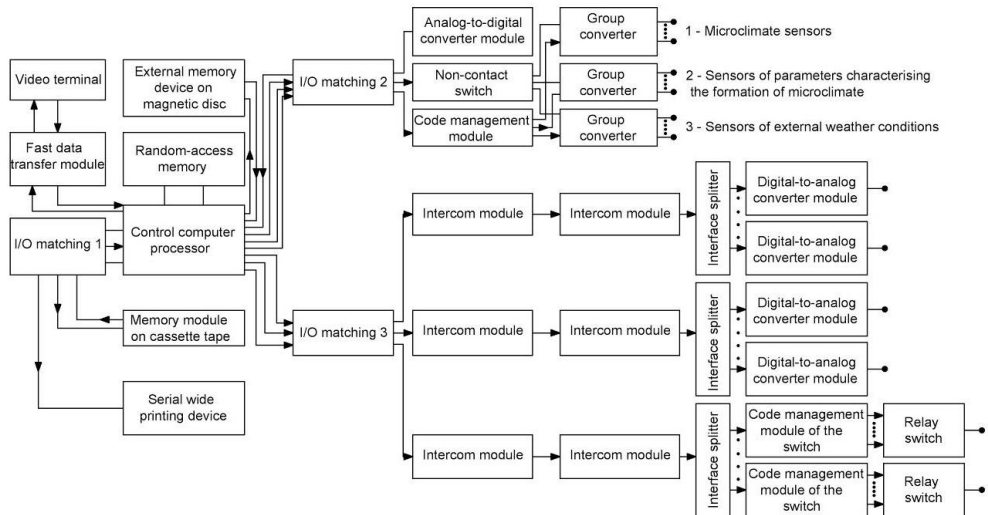 Video terminal
Fast data
transfer module
I/O matching 1
External memory
device on
magnetic disc
Random-access
memory
Control computer
processor
Memory module
on cassette tape
Serial wide
printing device
I/O matching 2
I/O matching 3
Analog-to-digital
converter module
Non-contact
switch
Code management
module
Group
converter
Group
converter
Group
converter
1 - Microclimate sensors
2 - Sensors of parameters characterising
the formation of microclimate
3 - Sensors of external weather conditions
Intercom module
Intercom module
Interface splitter
Digital-to-analog
converter module
Digital-to-analog
converter module
Intercom module
Intercom module
Interface splitter
Digital-to-analog
converter module
Digital-to-analog
converter module
Intercom module
Intercom module
Interface splitter
Code management
module of the
switch
Relay
switch
Code management
module of the
switch
Relay
switch